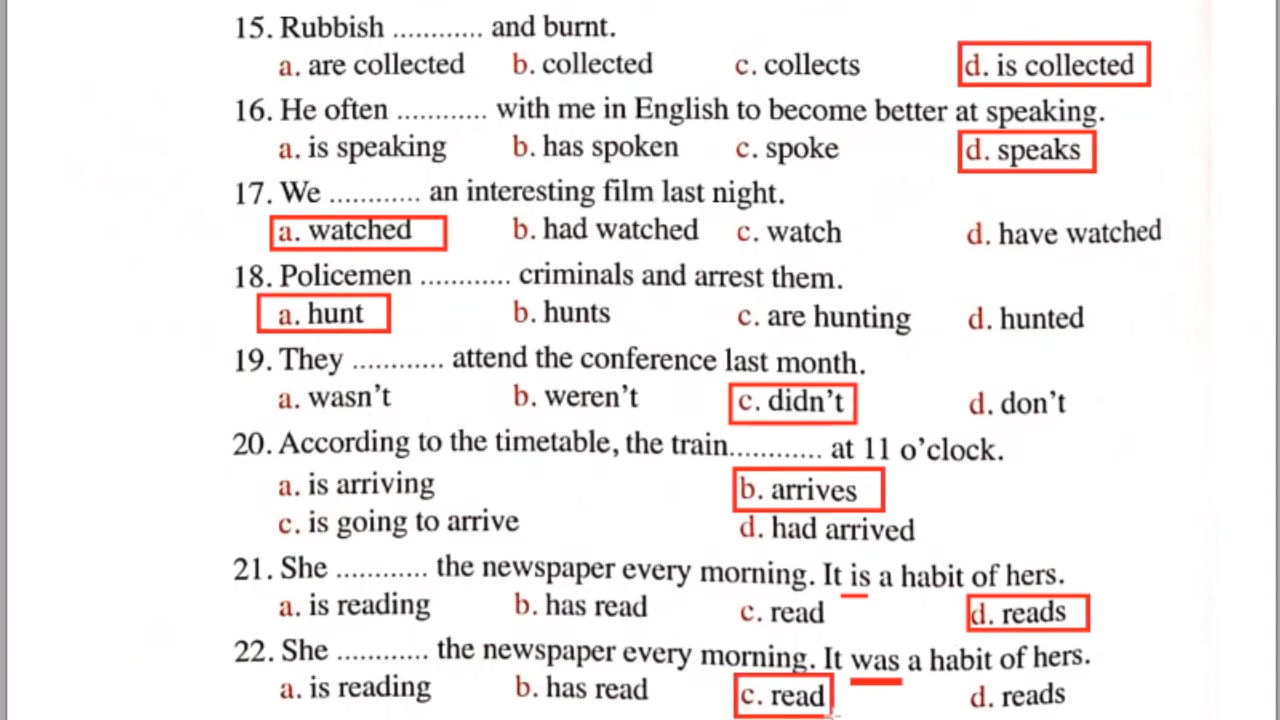 15. Rubbish ............ and burnt.
a. are collected b. collected c. collects d. is collected
16. He often ............ with me in English to become better at speaking.
a. is speaking b. has spoken c. spoke d. speaks
17. We ............ an interesting film last night.
a. watched b. had watched c. watch d. have watched
18. Policemen ............ criminals and arrest them.
a. hunt b. hunts c. are hunting d. hunted
19. They ............ attend the conference last month.
a. wasn't b. weren't c. didn't d. don't
20. According to the timetable, the train............ at 11 o'clock.
a. is arriving b. arrives
c. is going to arrive d. had arrived
21. She ............ the newspaper every morning. It is a habit of hers.
a. is reading b. has read c. read d. reads
22. She ............ the newspaper every morning. It was a habit of hers.
a. is reading b. has read c. read d. reads